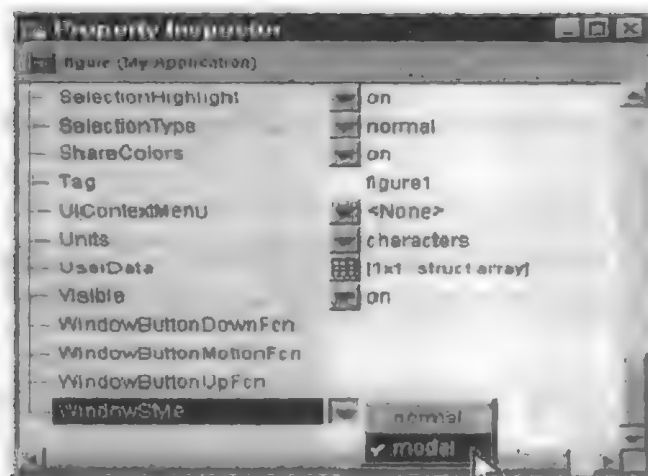 Property Inspector
figure (My Application)
SelectionHighlight on
SelectionType normal
ShareColors on
Tag figure1
UIContextMenu <None>
Units characters
UserData [1x1 struct array]
Visible on
WindowButtonDownFcn
WindowButtonMotionFcn
WindowButtonUpFcn
WindowStyle normal
modal